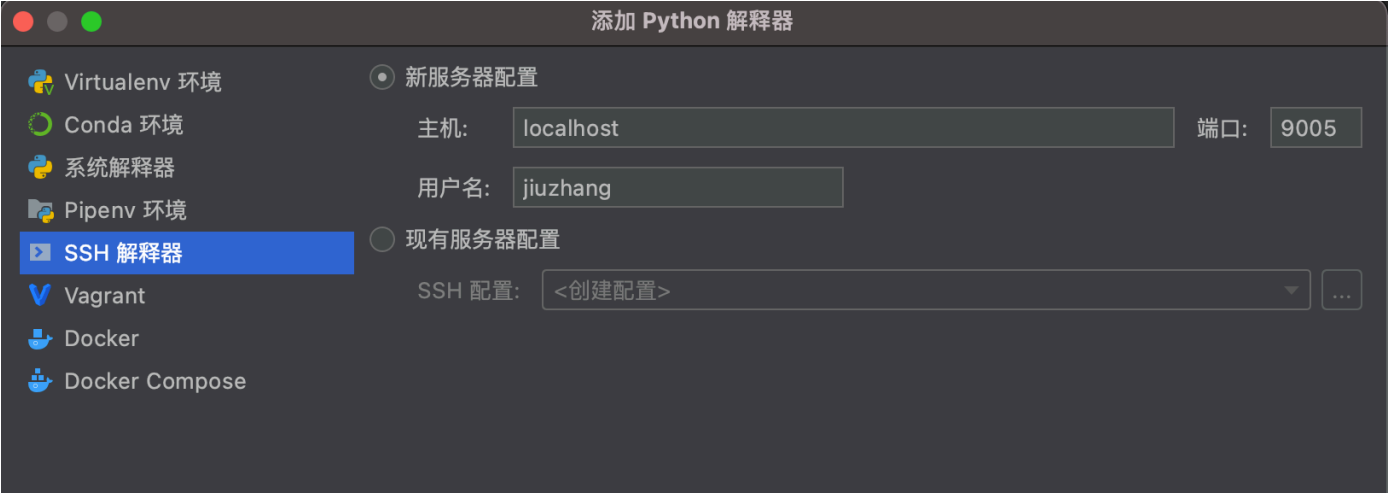 添加 Python 解释器
Virtualenv 环境
Conda 环境
系统解释器
Pipenv 环境
SSH 解释器
Vagrant
Docker
Docker Compose
新服务器配置
主机: localhost 端口: 9005
用户名: jiuzhang
现有服务器配置
SSH 配置: <创建配置> ...